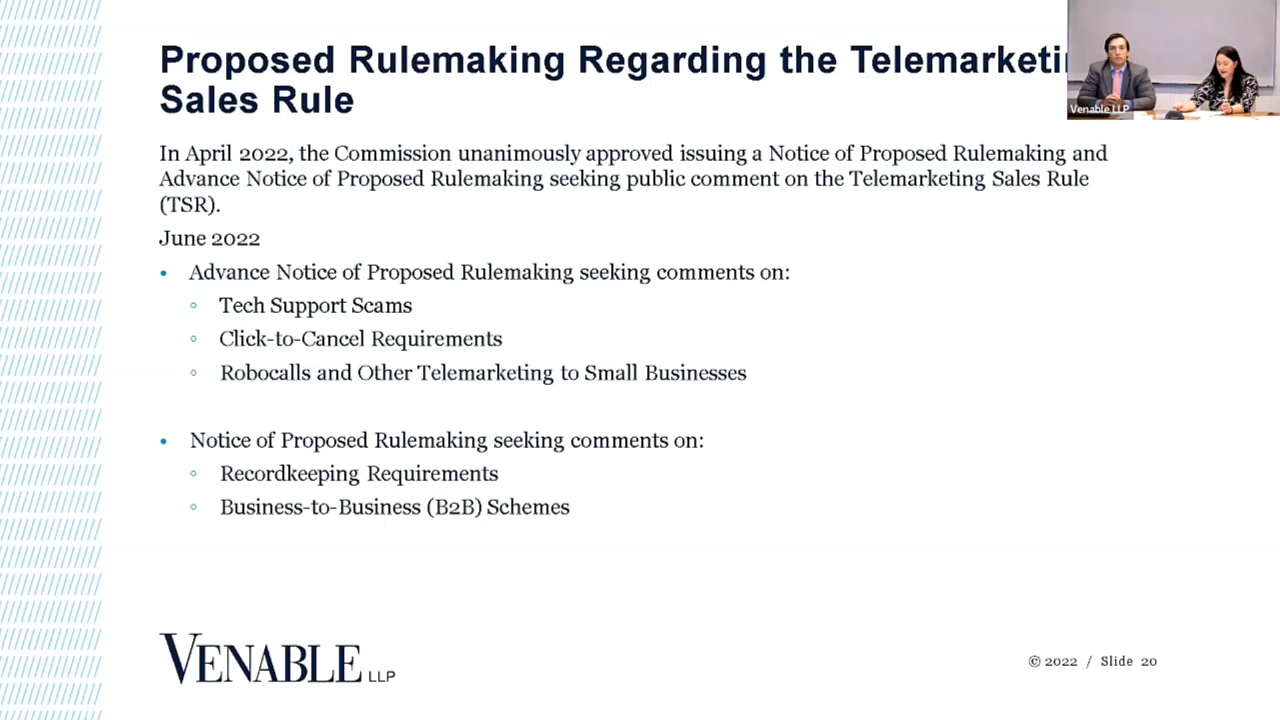 Proposed Rulemaking Regarding the Telemarketi
Sales Rule
Venable LLP
In April 2022, the Commission unanimously approved issuing a Notice of Proposed Rulemaking and
Advance Notice of Proposed Rulemaking seeking public comment on the Telemarketing Sales Rule
(TSR).
June 2022
• Advance Notice of Proposed Rulemaking seeking comments on:
◦ Tech Support Scams
◦ Click-to-Cancel Requirements
◦ Robocalls and Other Telemarketing to Small Businesses
• Notice of Proposed Rulemaking seeking comments on:
◦ Recordkeeping Requirements
◦ Business-to-Business (B2B) Schemes
VENABLE LLP
© 2022 / Slide 20